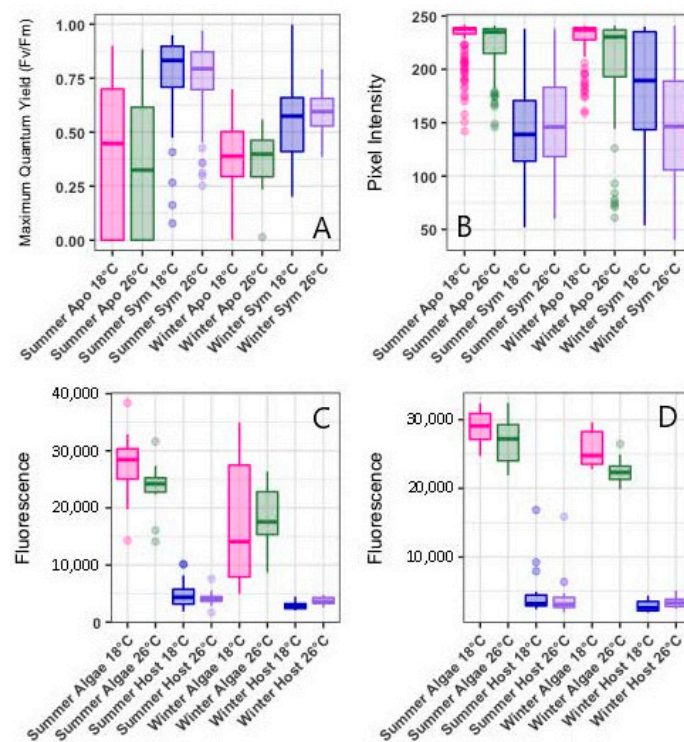 Maximum Quantum Yield (Fv/Fm)
1.00
0.75
0.50
0.25
0.00
A
Summer Apo 18°C
Summer Apo 26°C
Summer Sym 18°C
Summer Sym 26°C
Winter Apo 18°C
Winter Apo 26°C
Winter Sym 18°C
Winter Sym 26°C
Pixel Intensity
250
200
150
100
50
B
Summer Apo 18°C
Summer Apo 26°C
Summer Sym 18°C
Summer Sym 26°C
Winter Apo 18°C
Winter Apo 26°C
Winter Sym 18°C
Winter Sym 26°C
Fluorescence
40,000
30,000
20,000
10,000
0
C
Summer Algae 18°C
Summer Algae 26°C
Summer Host 18°C
Summer Host 26°C
Winter Algae 18°C
Winter Algae 26°C
Winter Host 18°C
Winter Host 26°C
Fluorescence
30,000
20,000
10,000
D
Summer Algae 18°C
Summer Algae 26°C
Summer Host 18°C
Summer Host 26°C
Winter Algae 18°C
Winter Algae 26°C
Winter Host 18°C
Winter Host 26°C